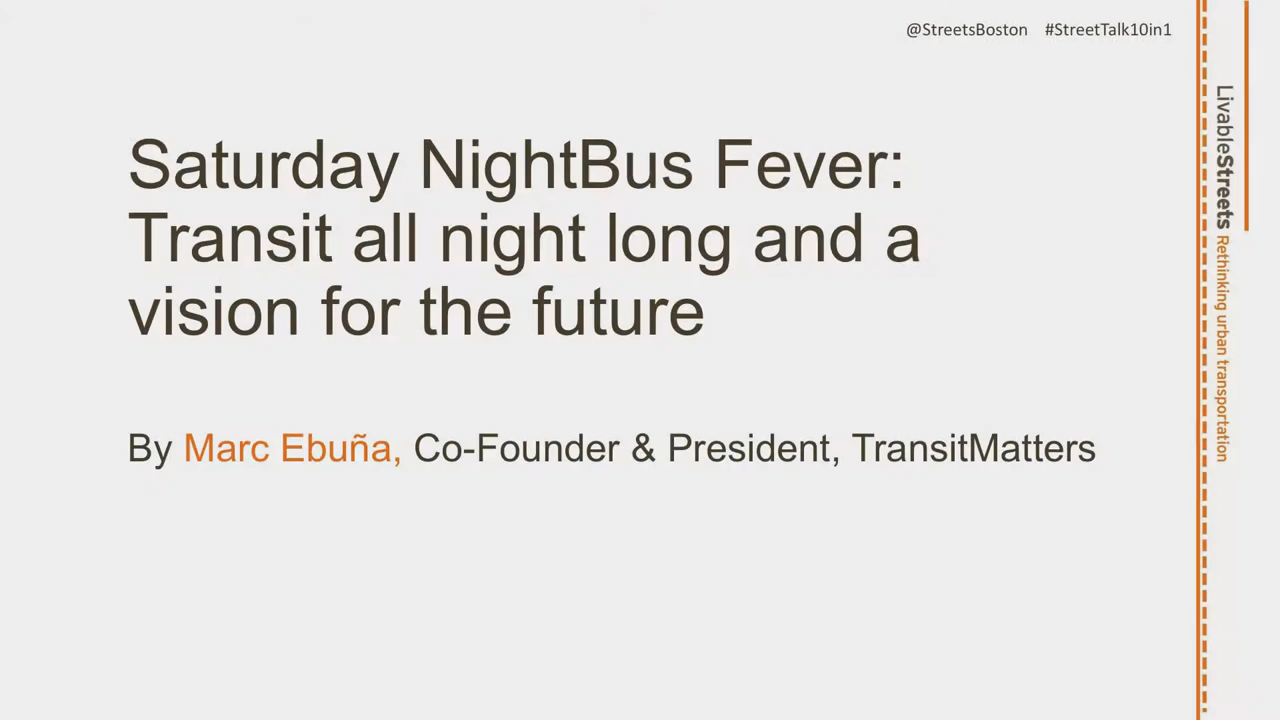 @StreetsBoston #StreetTalk10in1
Saturday NightBus Fever:
Transit all night long and a
vision for the future
By Marc Ebuña, Co-Founder & President, TransitMatters
LivableStreets Rethinking urban transportation